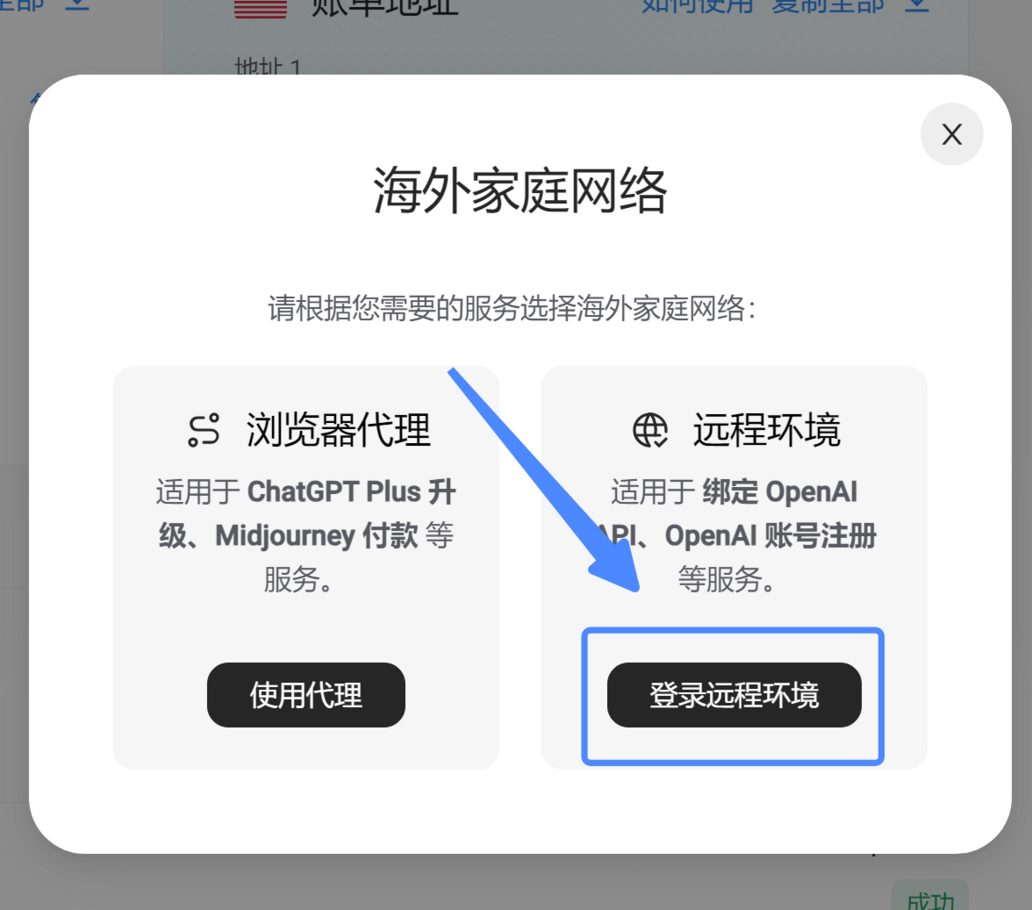 全部
账单地址
如何使用 复制全部
地址 1
X
海外家庭网络
请根据您需要的服务选择海外家庭网络：
浏览器代理
适用于 ChatGPT Plus 升
级、Midjourney 付款 等
服务。
使用代理
远程环境
适用于 绑定 OpenAI
API、OpenAI 账号注册
等服务。
登录远程环境
成功